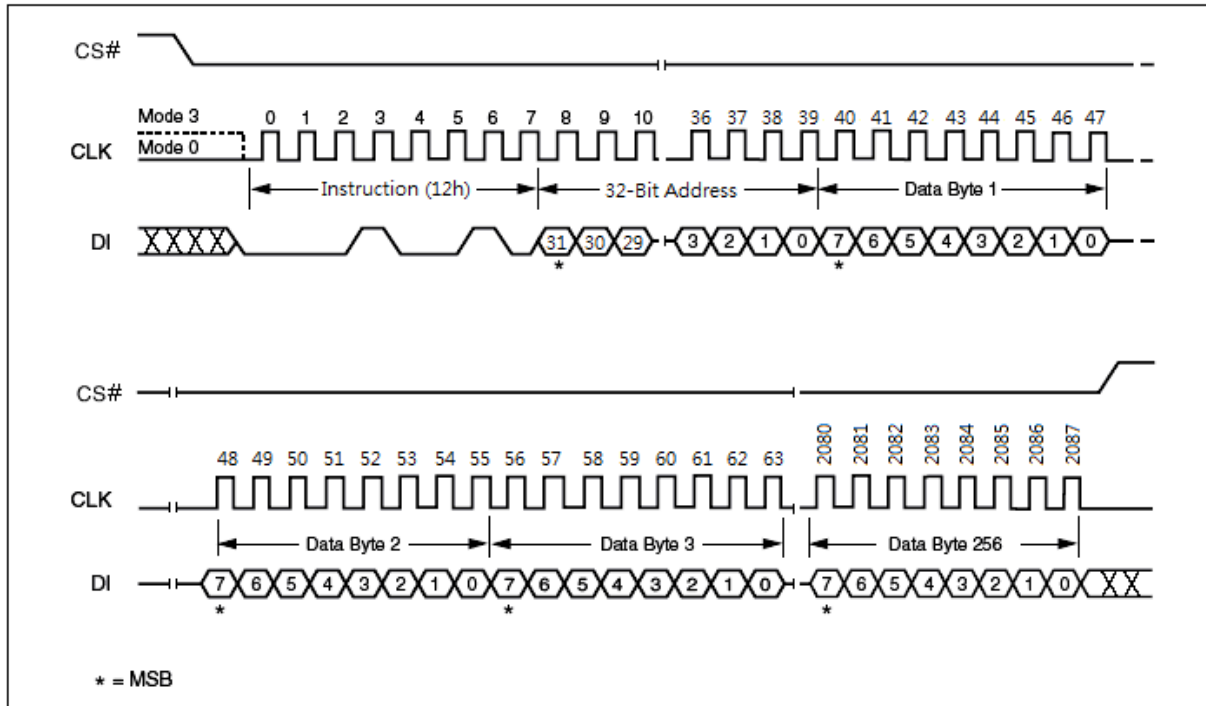 CS#
Mode 3
0 1 2 3 4 5 6 7 8 9 10 36 37 38 39 40 41 42 43 44 45 46 47
CLK
Mode 0
Instruction (12h) 32-Bit Address Data Byte 1
DI 31 30 29 3 2 1 0 7 6 5 4 3 2 1 0
* *
CS#
48 49 50 51 52 53 54 55 56 57 58 59 60 61 62 63 2080 2081 2082 2083 2084 2085 2086 2087
CLK
Data Byte 2 Data Byte 3 Data Byte 256
DI 7 6 5 4 3 2 1 0 7 6 5 4 3 2 1 0 7 6 5 4 3 2 1 0
* * *
* = MSB